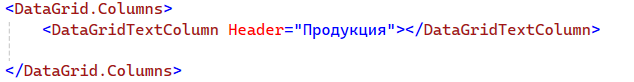 <DataGrid.Columns>
<DataGridTextColumn Header="Продукция"></DataGridTextColumn>
</DataGrid.Columns>